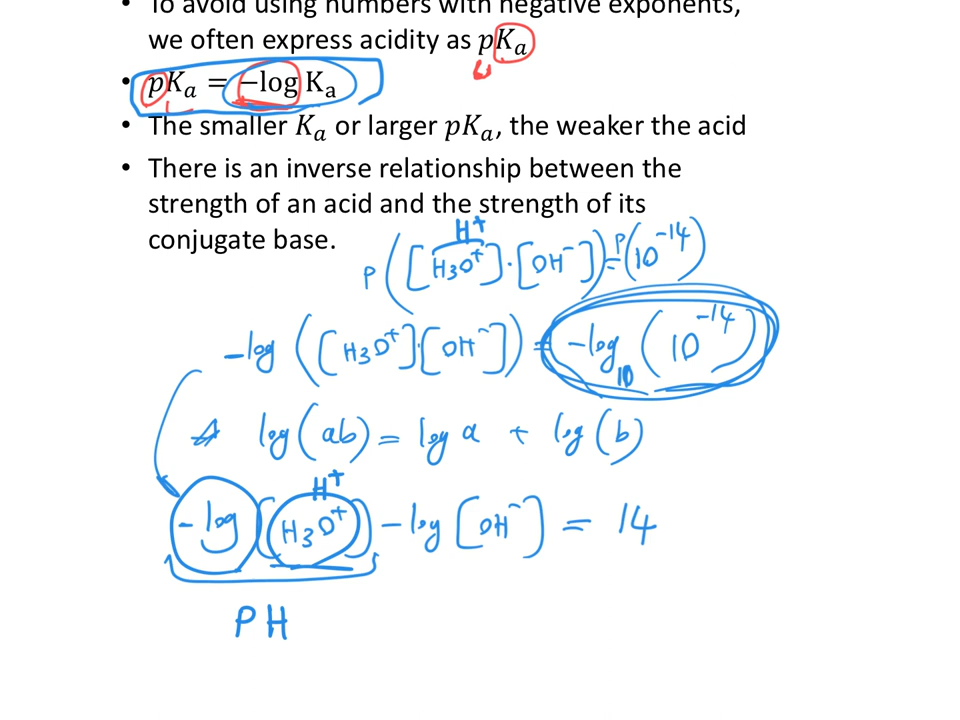 • To avoid using numbers with negative exponents,
we often express acidity as pKₐ
• pKₐ = −log Kₐ
• The smaller Kₐ or larger pKₐ, the weaker the acid
• There is an inverse relationship between the
strength of an acid and the strength of its
conjugate base.
H⁺
P([H₃O⁺]·[OH⁻])=P(10⁻¹⁴)
-log([H₃O⁺][OH⁻]) = -log₁₀(10⁻¹⁴)
log(ab) = log a + log(b)
H⁺
-log[H₃O⁺] -log[OH⁻] = 14
PH